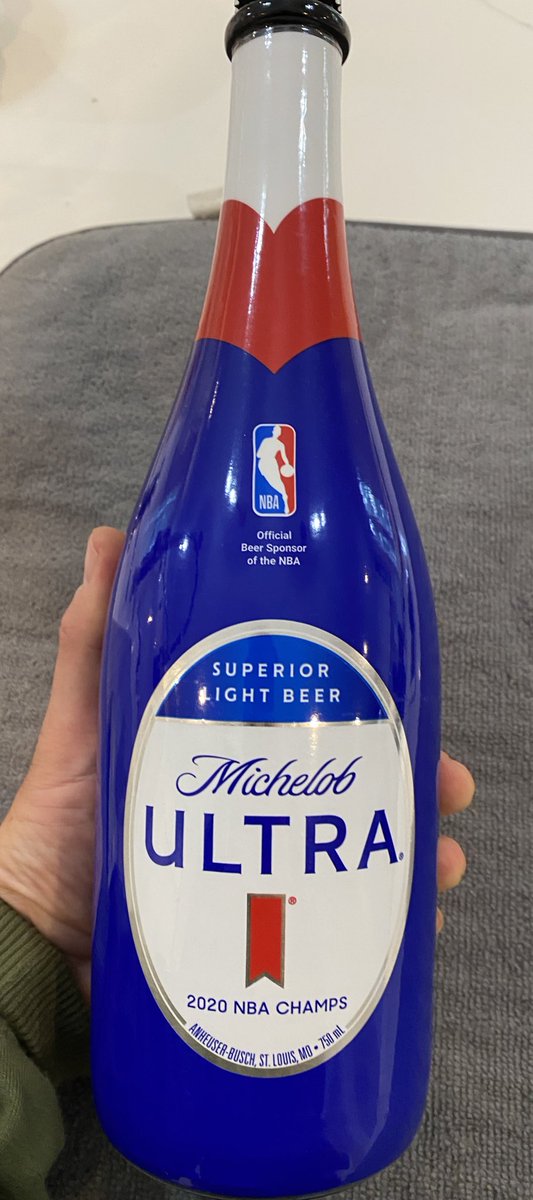 NBA
Official
Beer Sponsor
of the NBA
SUPERIOR
LIGHT BEER
Michelob
ULTRA®
®
2020 NBA CHAMPS
ANHEUSER-BUSCH, ST. LOUIS, MO • 750 mL